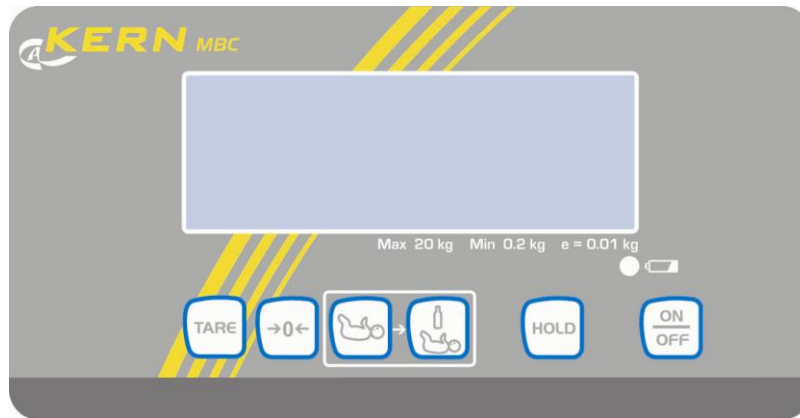 KERN MBC
Max 20 kg Min 0.2 kg e = 0.01 kg
TARE →0← → HOLD ON
OFF